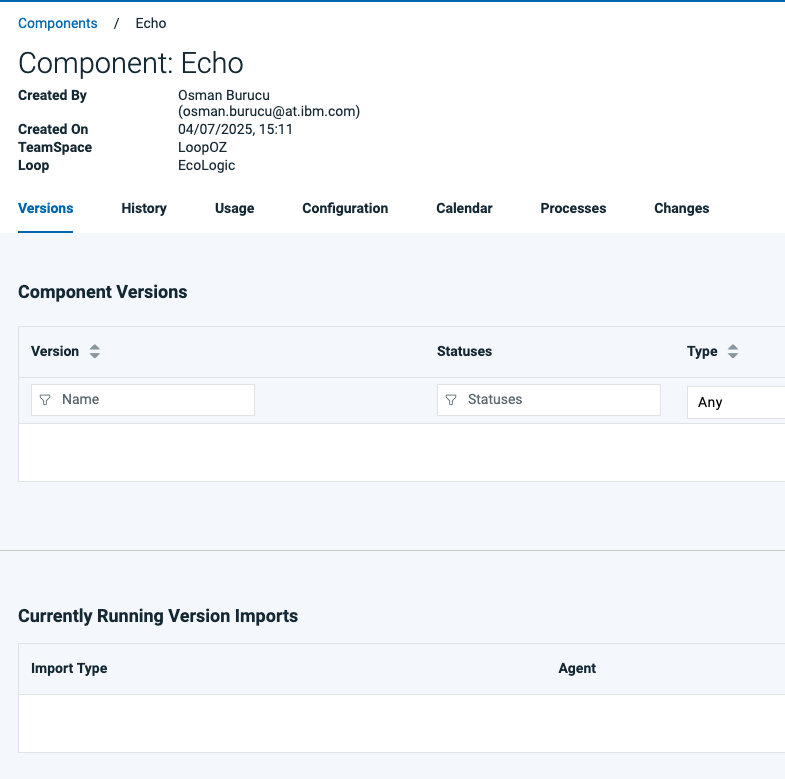 Components / Echo
Component: Echo
Created By Osman Burucu
(osman.burucu@at.ibm.com)
Created On 04/07/2025, 15:11
TeamSpace LoopOZ
Loop EcoLogic
Versions History Usage Configuration Calendar Processes Changes
Component Versions
Version Statuses Type
Name Statuses Any
Currently Running Version Imports
Import Type Agent